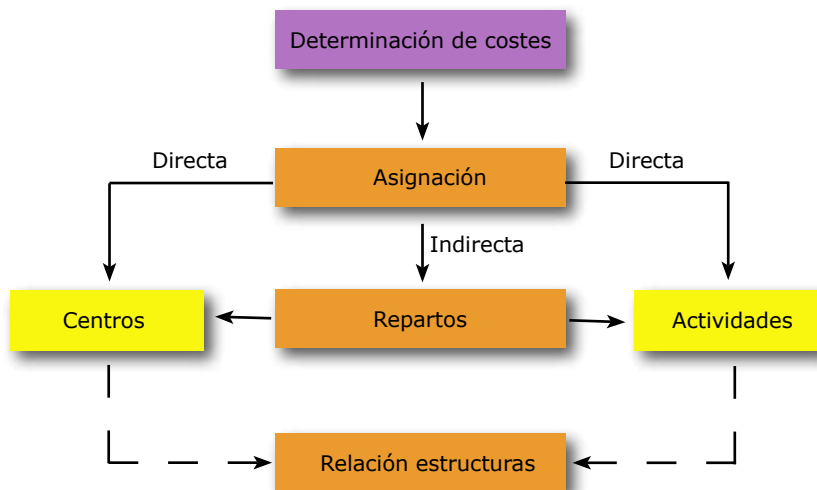 Determinación de costes
Directa
Directa
Asignación
Indirecta
Centros
Repartos
Actividades
Relación estructuras